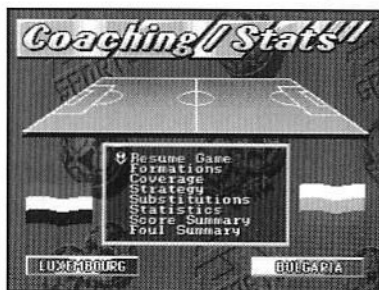 Coaching/Stats
Resume Game
Formations
Coverage
Strategy
Substitutions
Statistics
Score Summary
Foul Summary
LUXEMBOURG
BULGARIA